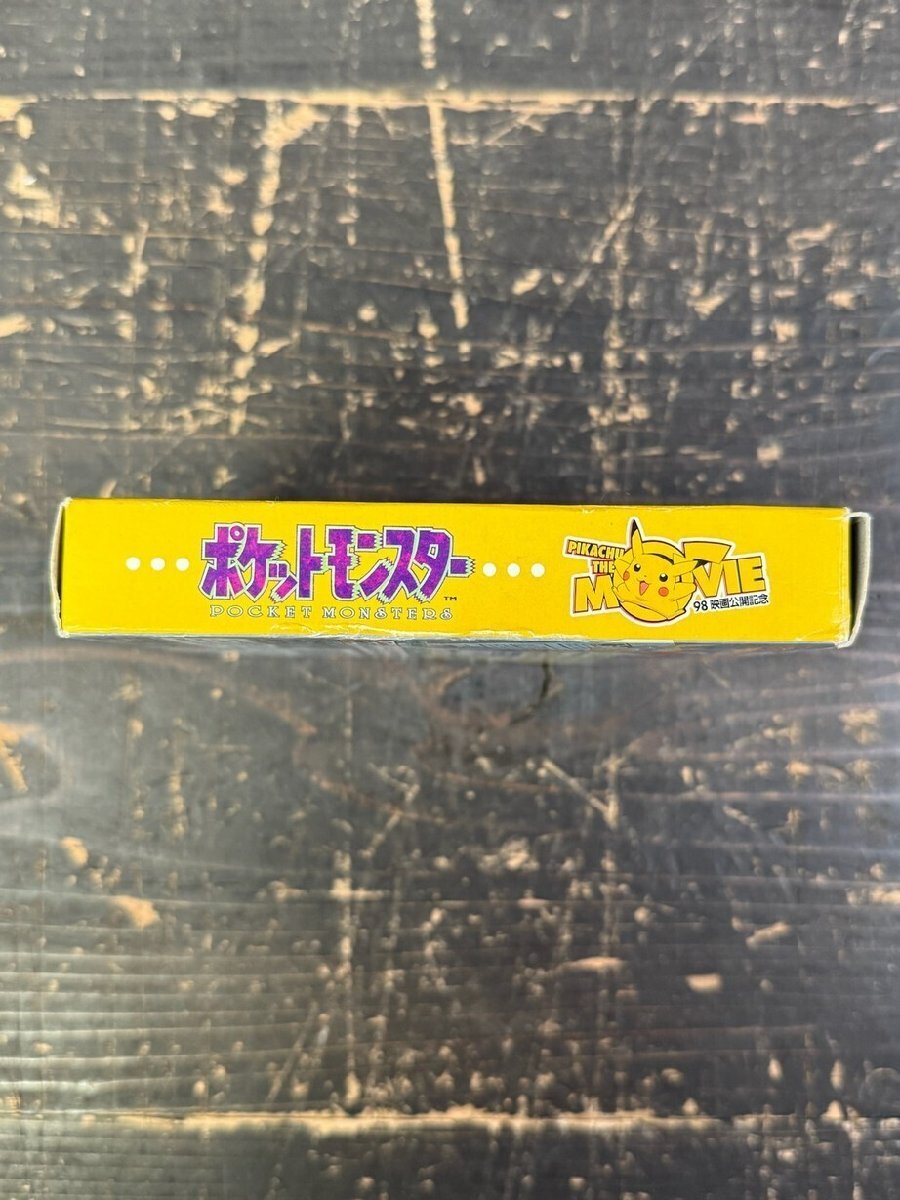 ポケットモンスター
POCKET MONSTERS
TM
PIKACHU
THE
MOVIE
98 映画公開記念